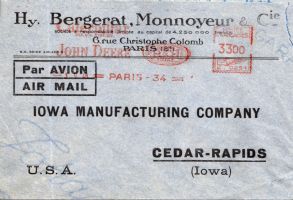 Hy. Bergerat, Monnoyeur & Cie
6, rue Christophe Colomb
PARIS (8e)
JOHN DEERE
3300
PARIS - 34
Par AVION
AIR MAIL
IOWA MANUFACTURING COMPANY
CEDAR-RAPIDS
U.S.A. (Iowa)